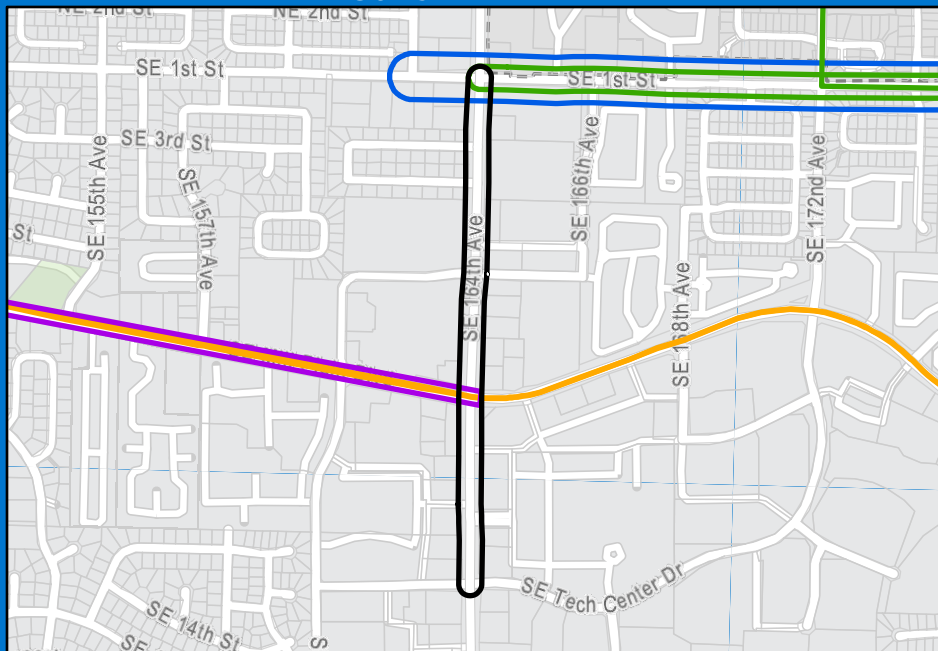 NE 2nd St
NE 2nd St
SE 1st St
SE 1st St
SE 3rd St
SE 155th Ave
SE 157th Ave
SE 166th Ave
SE 172nd Ave
St
SE 164th Ave
SE 168th Ave
SE Tech Center Dr
SE 14th St
SE
S